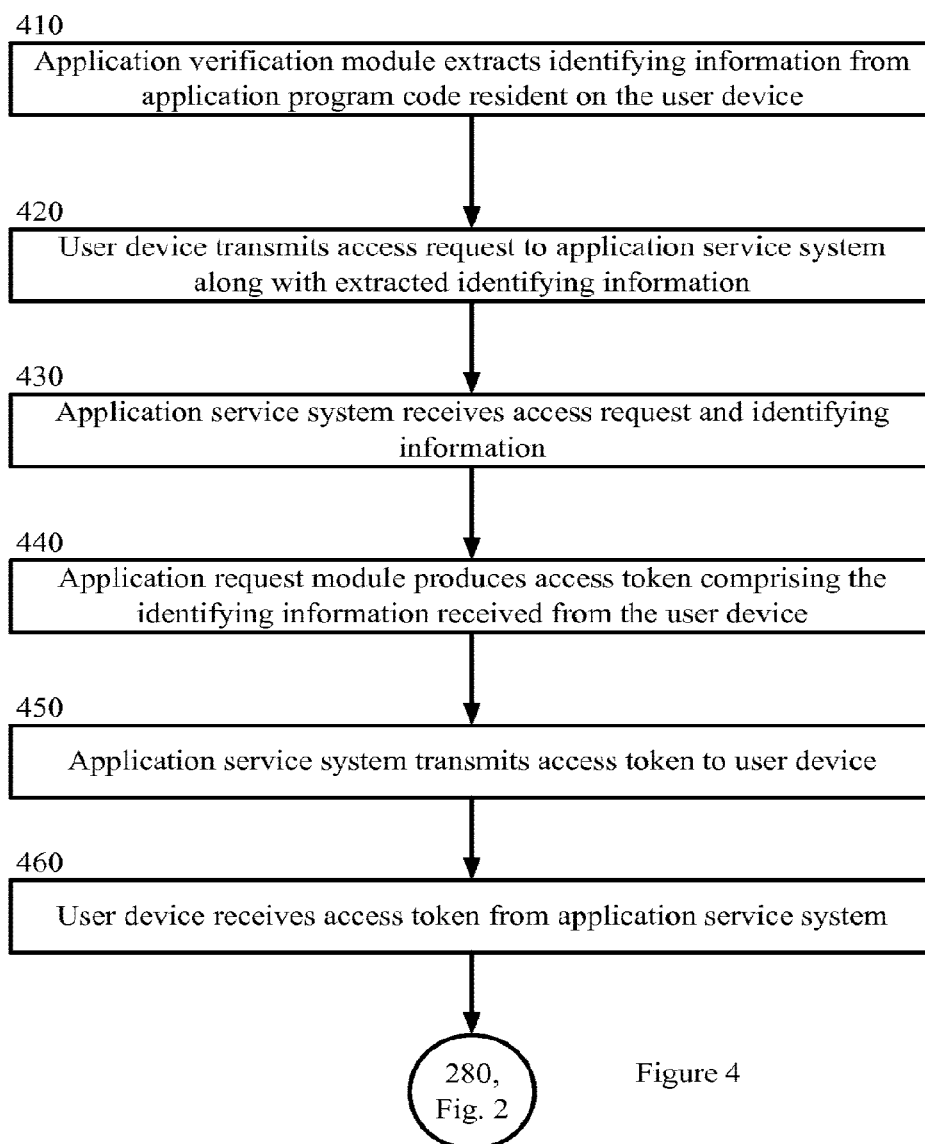 410
Application verification module extracts identifying information from
application program code resident on the user device
420
User device transmits access request to application service system
along with extracted identifying information
430
Application service system receives access request and identifying
information
440
Application request module produces access token comprising the
identifying information received from the user device
450
Application service system transmits access token to user device
460
User device receives access token from application service system
280,
Fig. 2
Figure 4